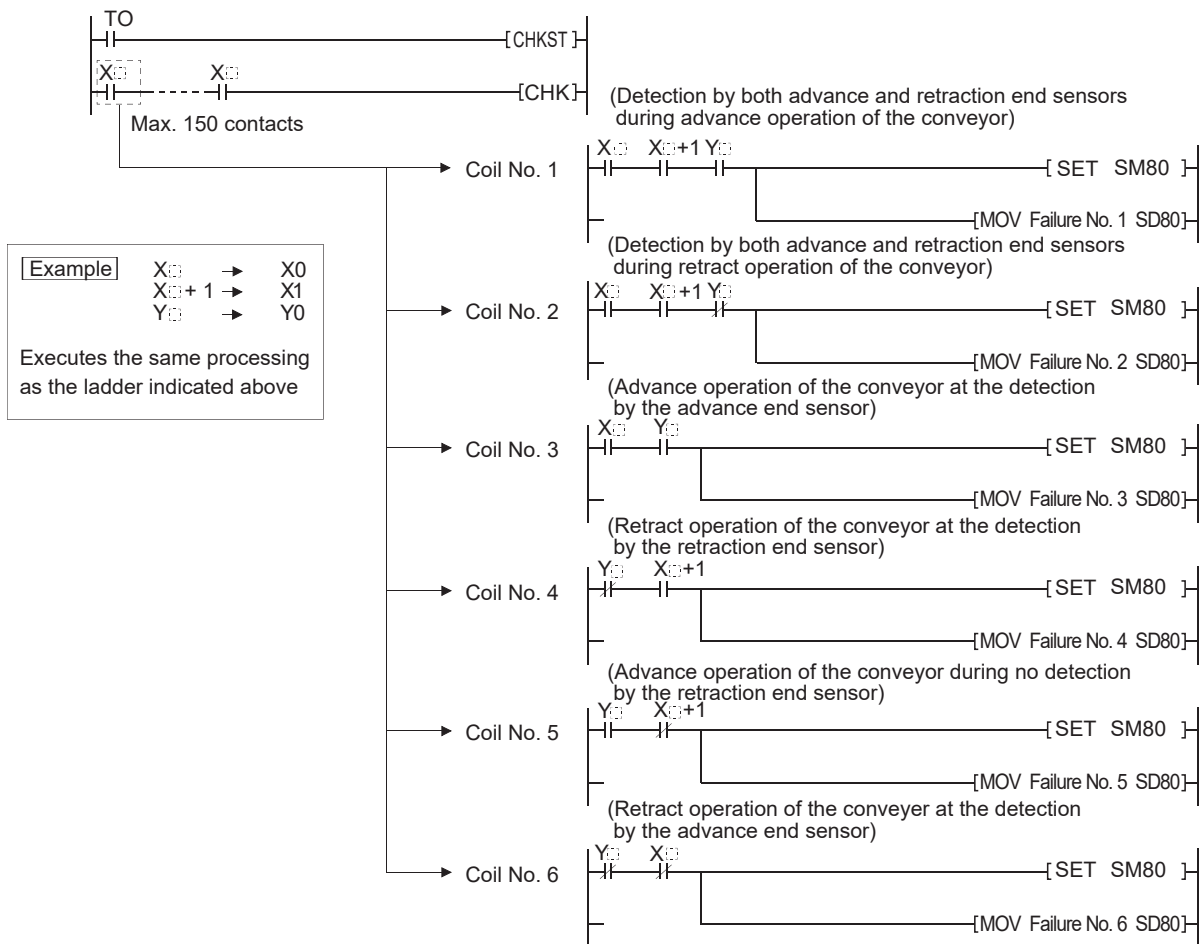 TO
[CHKST]
X⬚ X⬚
[CHK]
Max. 150 contacts
(Detection by both advance and retraction end sensors
during advance operation of the conveyor)
Coil No. 1
X⬚ X⬚+1 Y⬚
[SET SM80 ]
[MOV Failure No. 1 SD80]
(Detection by both advance and retraction end sensors
during retract operation of the conveyor)
Example
X⬚ → X0
X⬚+ 1 → X1
Y⬚ → Y0
Executes the same processing
as the ladder indicated above
Coil No. 2
X⬚ X⬚+1 Y⬚
[SET SM80 ]
[MOV Failure No. 2 SD80]
(Advance operation of the conveyor at the detection
by the advance end sensor)
Coil No. 3
X⬚ Y⬚
[SET SM80 ]
[MOV Failure No. 3 SD80]
(Retract operation of the conveyor at the detection
by the retraction end sensor)
Coil No. 4
Y⬚ X⬚+1
[SET SM80 ]
[MOV Failure No. 4 SD80]
(Advance operation of the conveyor during no detection
by the retraction end sensor)
Coil No. 5
Y⬚ X⬚+1
[SET SM80 ]
[MOV Failure No. 5 SD80]
(Retract operation of the conveyer at the detection
by the advance end sensor)
Coil No. 6
Y⬚ X⬚
[SET SM80 ]
[MOV Failure No. 6 SD80]